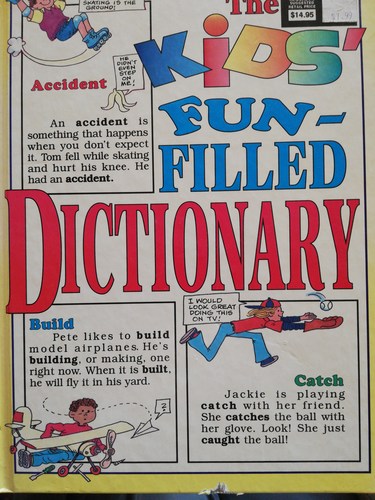 SKATING IS THE
GROUND!
The
SUGGESTED
RETAIL PRICE
$14.95
KIDS'
FUN-
FILLED
DICTIONARY
Accident
HE
DIDN'T
EVEN
STEP
ON
ME!
An accident is
something that happens
when you don't expect
it. Tom fell while skating
and hurt his knee. He
had an accident.
Build
Pete likes to build
model airplanes. He's
building, or making, one
right now. When it is built,
he will fly it in his yard.
?
I WOULD
LOOK GREAT
DOING THIS
ON TV!
Catch
Jackie is playing
catch with her friend.
She catches the ball with
her glove. Look! She just
caught the ball!